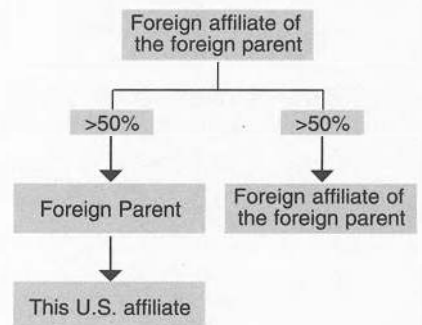 Foreign affiliate of
the foreign parent
>50%
>50%
Foreign Parent
Foreign affiliate of
the foreign parent
This U.S. affiliate